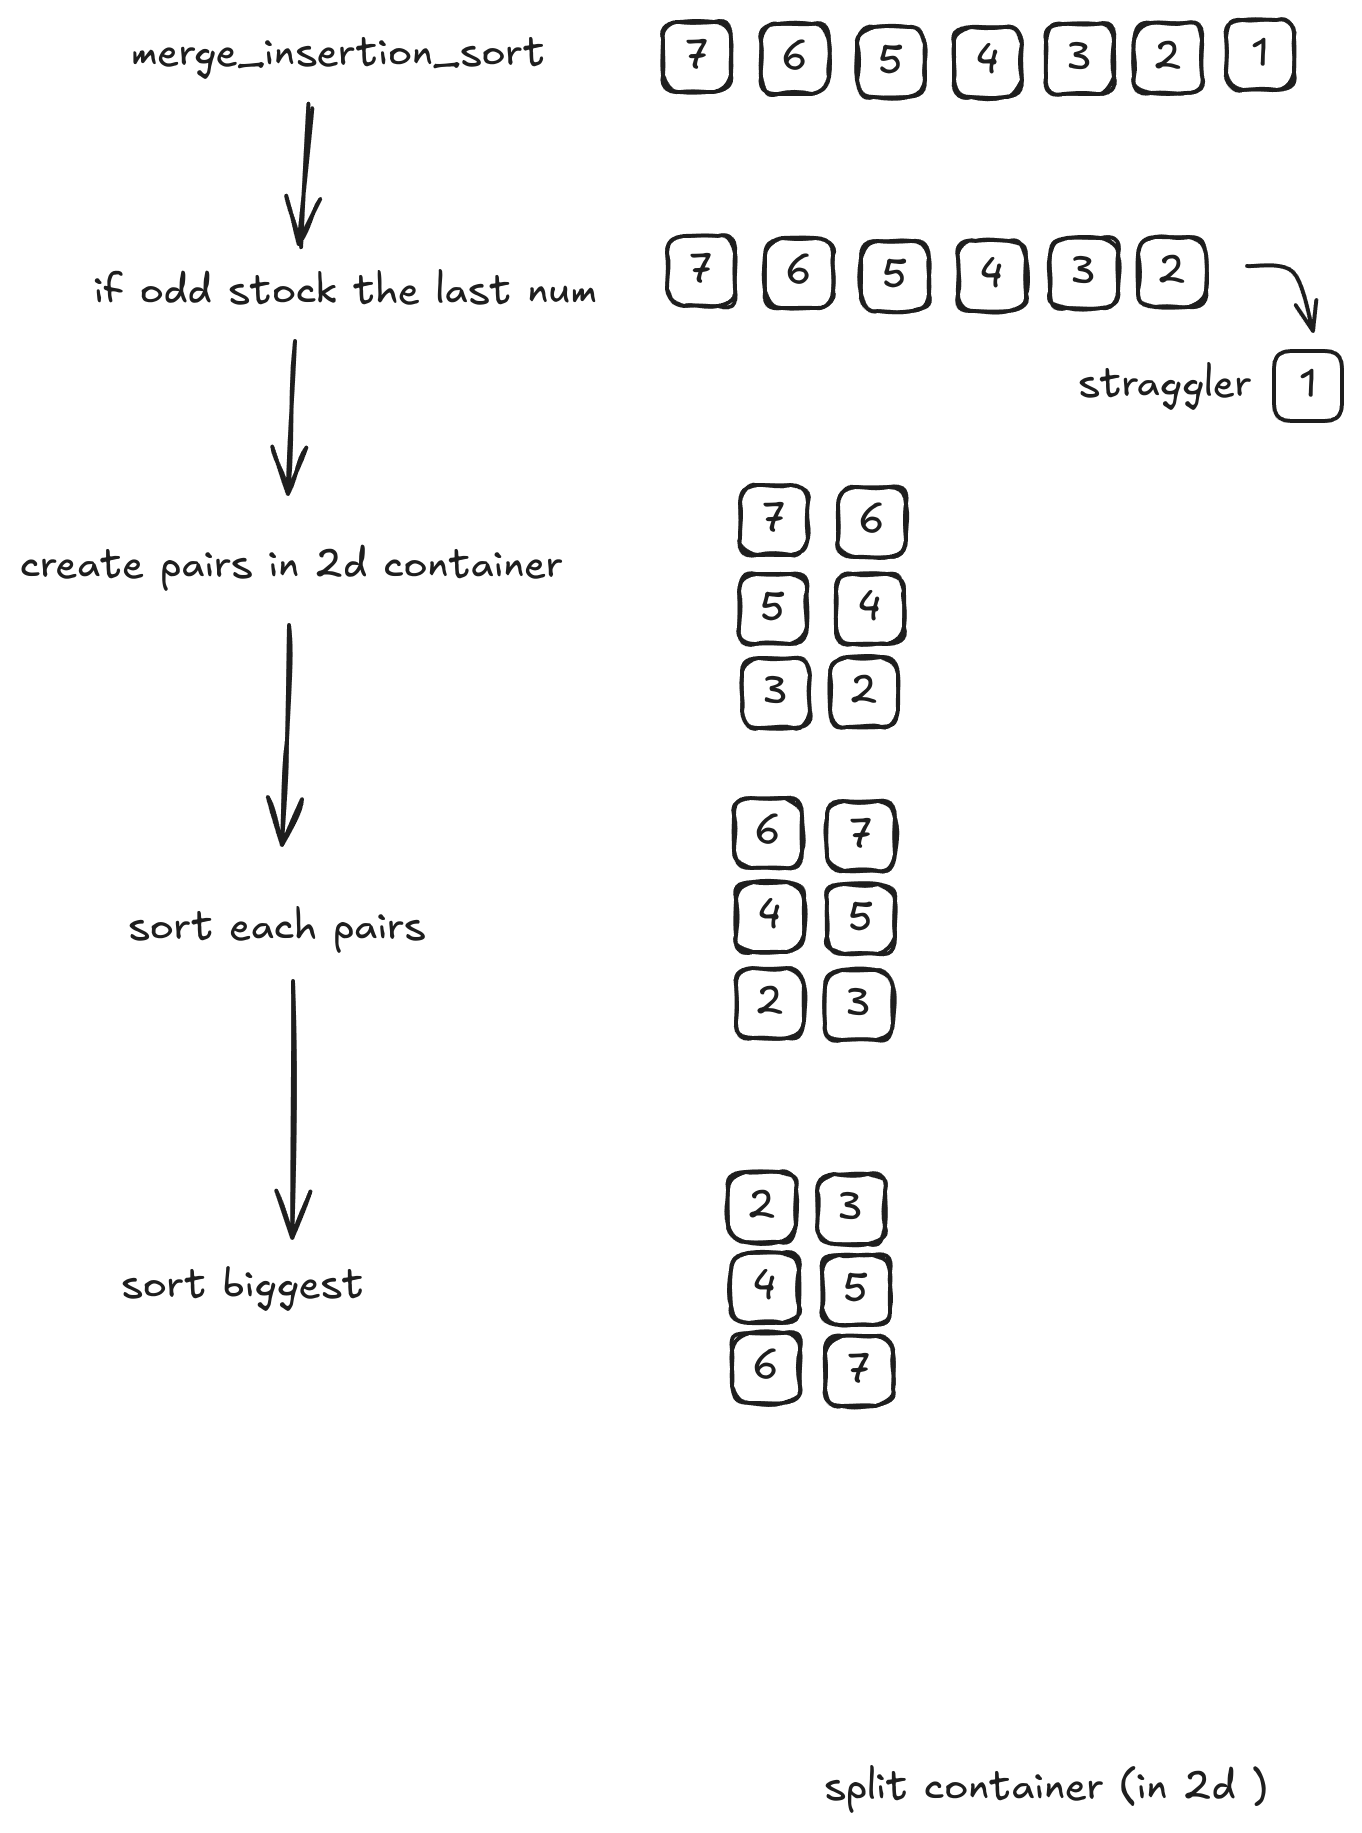 merge_insertion_sort 7 6 5 4 3 2 1
if odd stock the last num 7 6 5 4 3 2
straggler 1
7 6
create pairs in 2d container
5 4
3 2
6 7
4 5
sort each pairs
2 3
2 3
4 5
sort biggest
6 7
split container (in 2d )